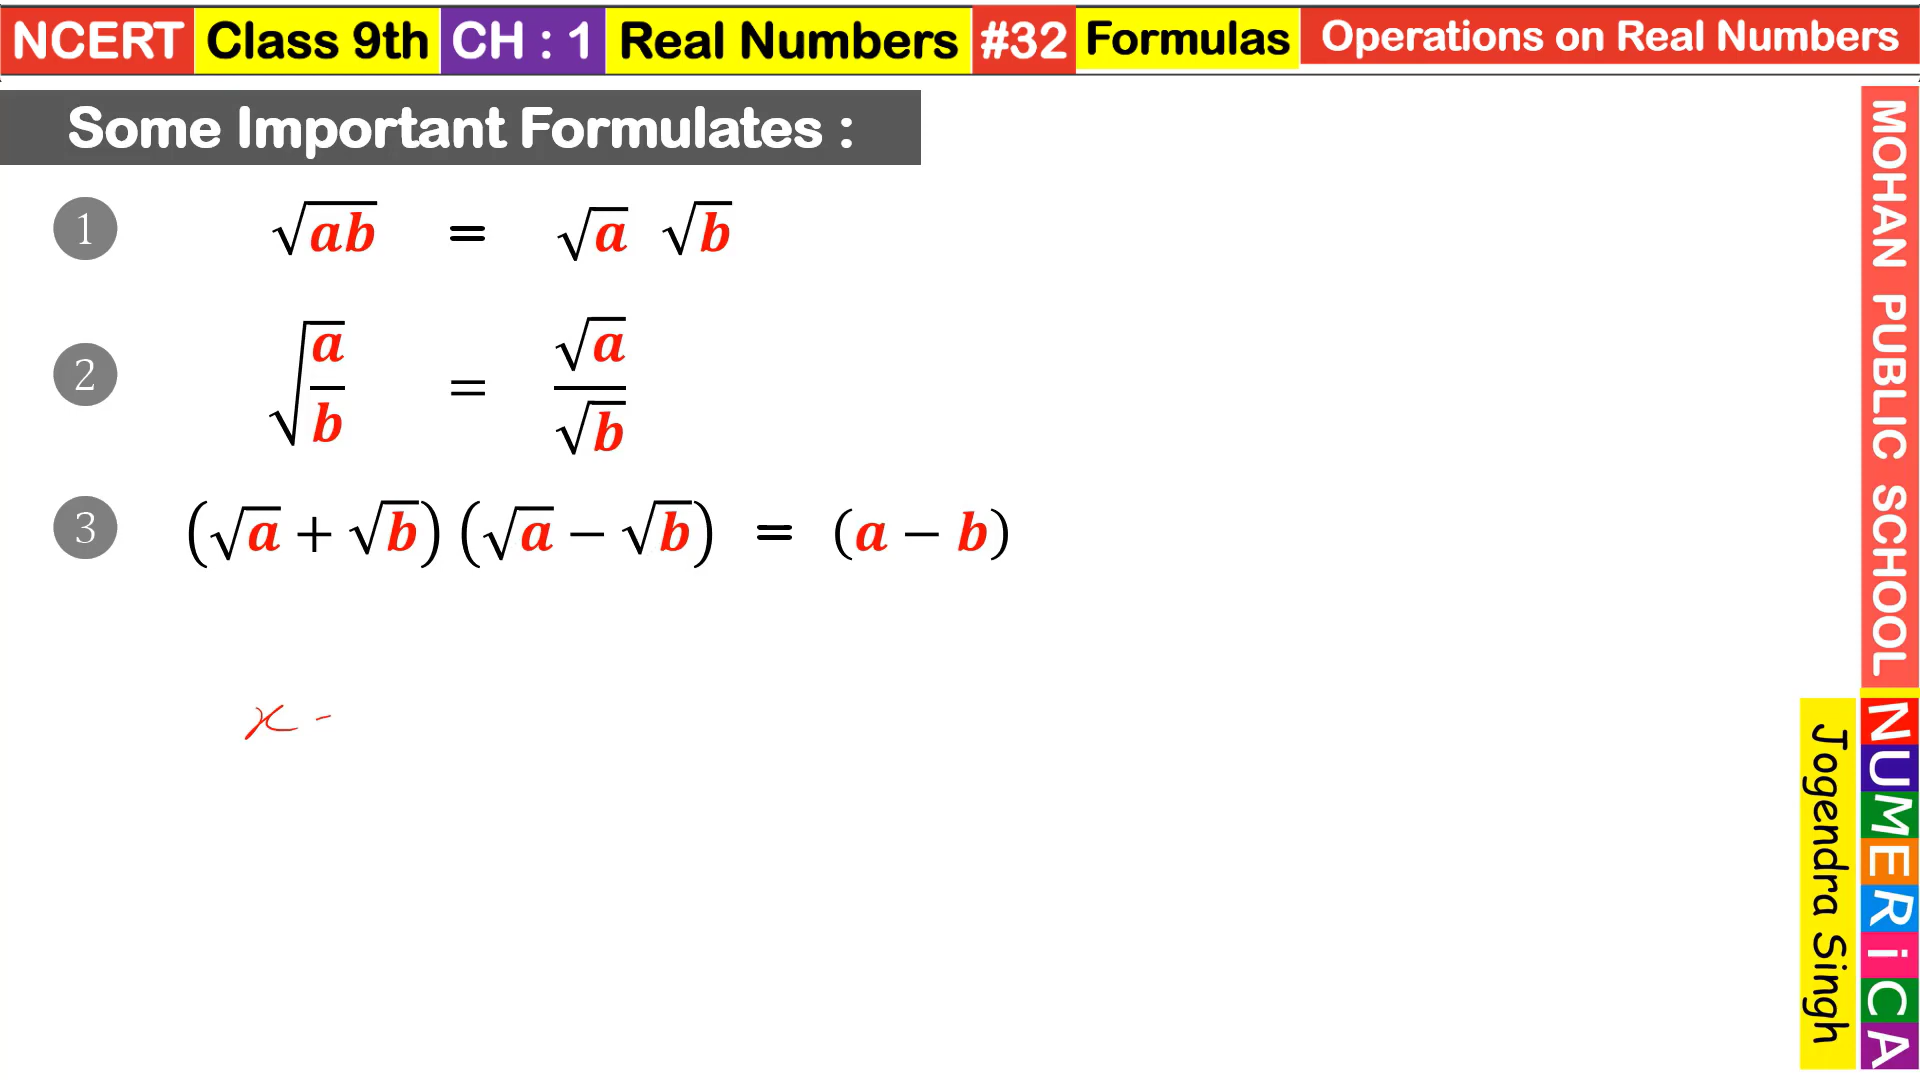 NCERT Class 9th CH : 1 Real Numbers #32 Formulas Operations on Real Numbers
Some Important Formulates :
1 √ab = √a √b
2 √(a/b) = √a/√b
3 (√a + √b) (√a − √b) = (a − b)
x -
MOHAN PUBLIC SCHOOL
NUMERiCA
Jogendra Singh